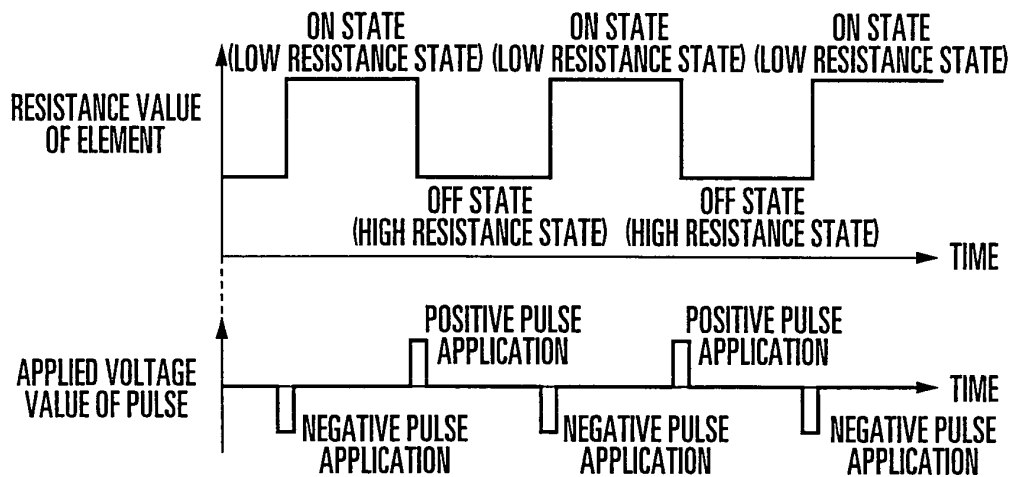 ON STATE
(LOW RESISTANCE STATE)
ON STATE
(LOW RESISTANCE STATE)
ON STATE
(LOW RESISTANCE STATE)
RESISTANCE VALUE
OF ELEMENT
OFF STATE
(HIGH RESISTANCE STATE)
OFF STATE
(HIGH RESISTANCE STATE)
TIME
POSITIVE PULSE
APPLICATION
POSITIVE PULSE
APPLICATION
APPLIED VOLTAGE
VALUE OF PULSE
TIME
NEGATIVE PULSE
APPLICATION
NEGATIVE PULSE
APPLICATION
NEGATIVE PULSE
APPLICATION